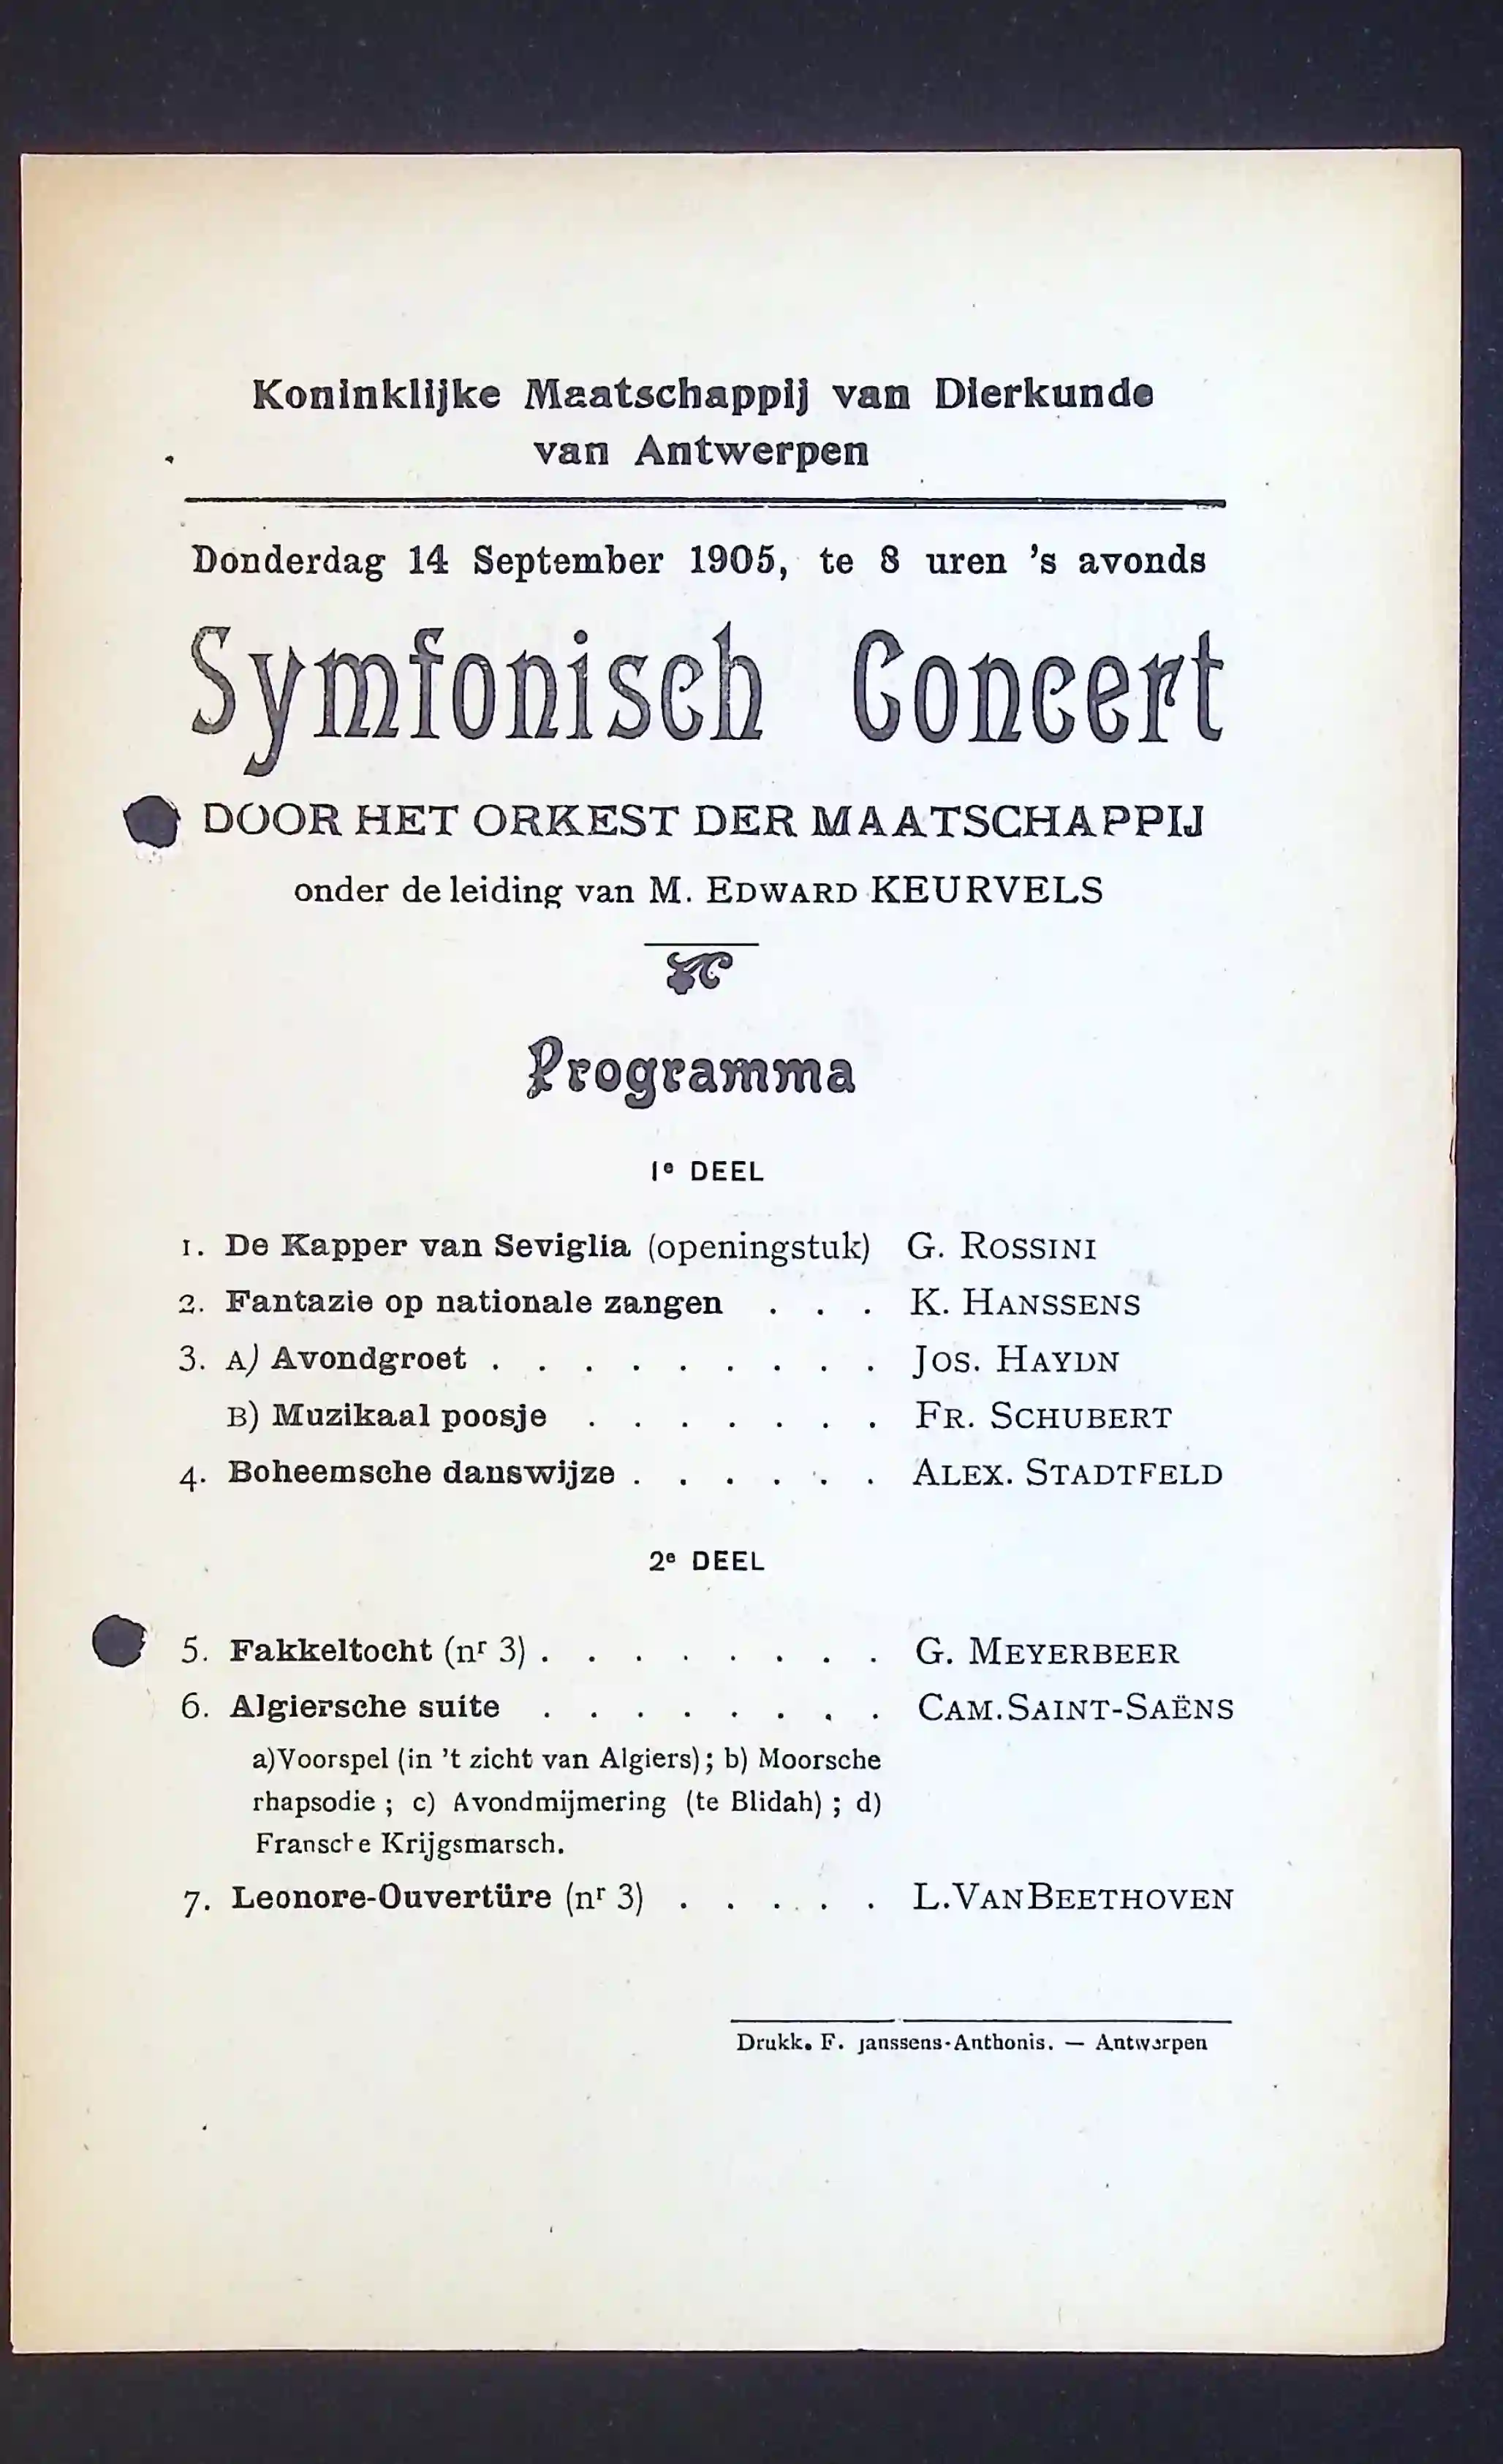 Koninklijke Maatschappij van Dierkunde
van Antwerpen
Donderdag 14 September 1905, te 8 uren 's avonds
Symfonisch Concert
DOOR HET ORKEST DER MAATSCHAPPIJ
onder de leiding van M. EDWARD KEURVELS
Programma
1e DEEL
1. De Kapper van Seviglia (openingstuk) G. ROSSINI
2. Fantazie op nationale zangen . . . K. HANSSENS
3. A) Avondgroet . . . . . . . . . JOS. HAYDN
B) Muzikaal poosje . . . . . . . FR. SCHUBERT
4. Boheemsche danswijze . . . . . . ALEX. STADTFELD
2e DEEL
5. Fakkeltocht (nr 3) . . . . . . . . G. MEYERBEER
6. Algiersche suite . . . . . . . . CAM. SAINT-SAËNS
a) Voorspel (in 't zicht van Algiers); b) Moorsche
rhapsodie ; c) Avondmijmering (te Blidah) ; d)
Fransche Krijgsmarsch.
7. Leonore-Ouvertüre (nr 3) . . . . . L. VAN BEETHOVEN
Drukk. F. Janssens-Anthonis. — Antwerpen